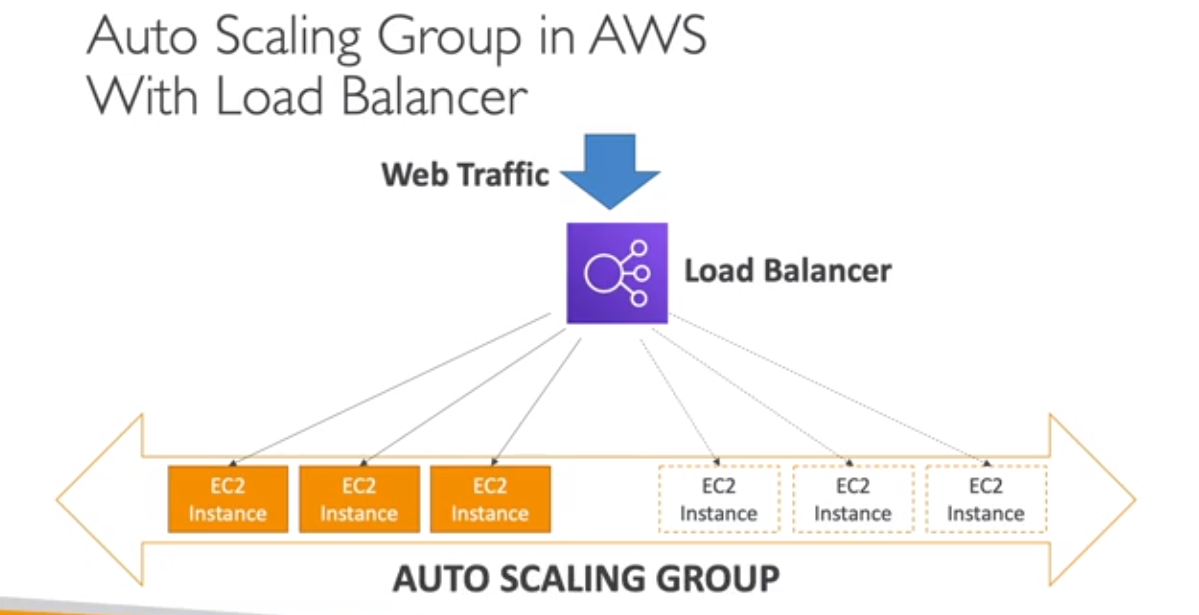 Auto Scaling Group in AWS
With Load Balancer
Web Traffic
Load Balancer
EC2
Instance
EC2
Instance
EC2
Instance
EC2
Instance
EC2
Instance
EC2
Instance
AUTO SCALING GROUP